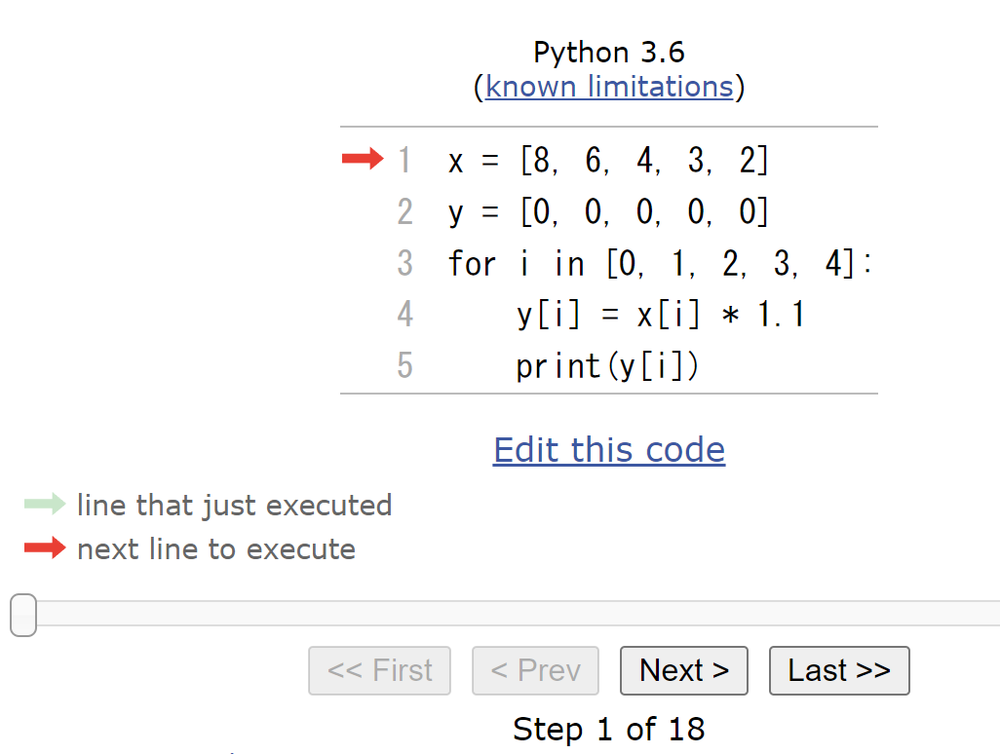 Python 3.6
(known limitations)
1 x = [8, 6, 4, 3, 2]
2 y = [0, 0, 0, 0, 0]
3 for i in [0, 1, 2, 3, 4]:
4     y[i] = x[i] * 1.1
5     print(y[i])
Edit this code
line that just executed
next line to execute
<< First < Prev Next > Last >>
Step 1 of 18